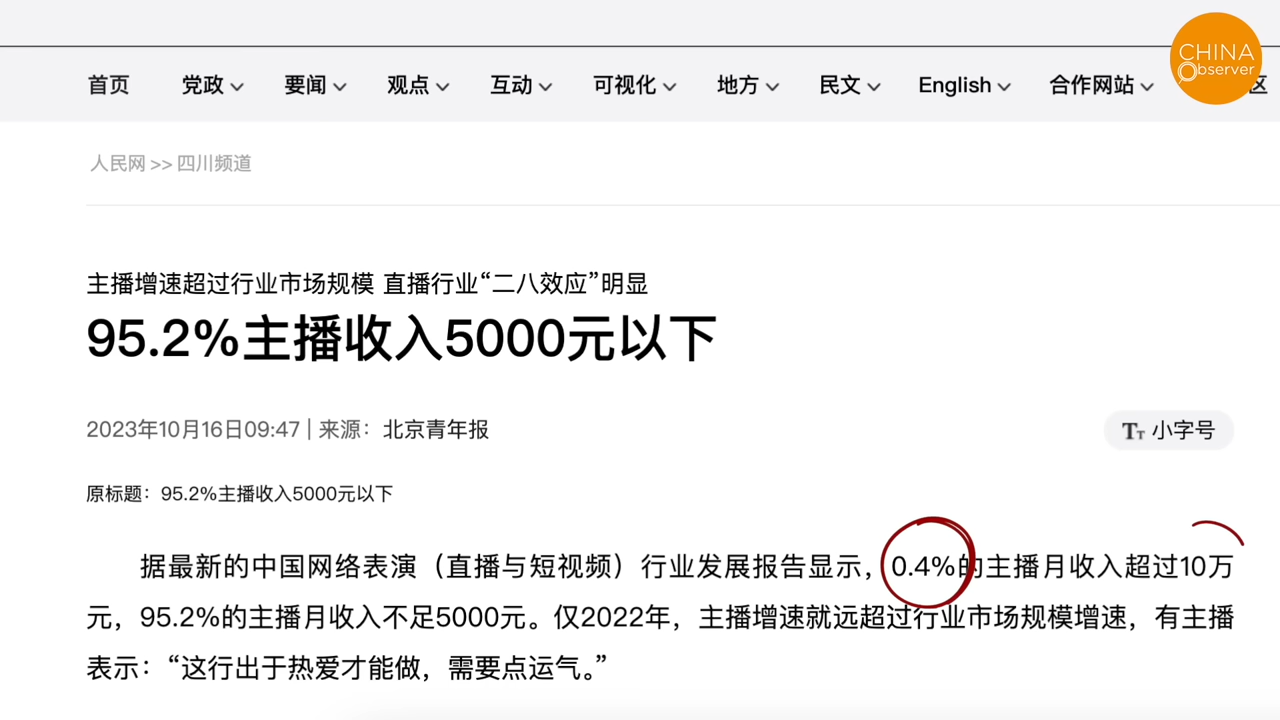 首页 党政 要闻 观点 互动 可视化 地方 民文 English 合作网站 区
CHINA
Observer
人民网 >> 四川频道
主播增速超过行业市场规模 直播行业“二八效应”明显
95.2%主播收入5000元以下
2023年10月16日09:47 | 来源：北京青年报
Tт 小字号
原标题：95.2%主播收入5000元以下
据最新的中国网络表演（直播与短视频）行业发展报告显示，0.4%的主播月收入超过10万
元，95.2%的主播月收入不足5000元。仅2022年，主播增速就远超过行业市场规模增速，有主播
表示：“这行出于热爱才能做，需要点运气。”